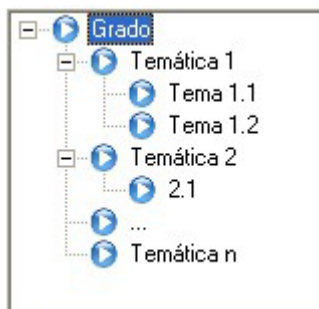 Grado
Temática 1
Tema 1.1
Tema 1.2
Temática 2
2.1
...
Temática n